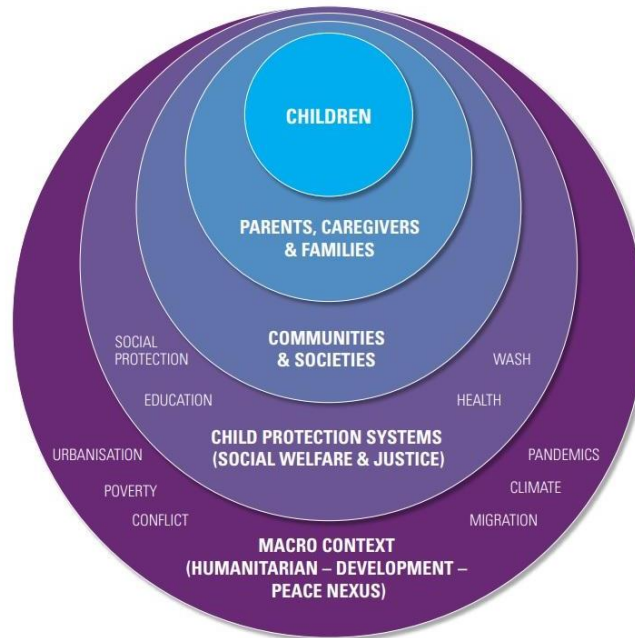 CHILDREN
PARENTS, CAREGIVERS
& FAMILIES
COMMUNITIES
& SOCIETIES
SOCIAL
PROTECTION
WASH
EDUCATION
HEALTH
CHILD PROTECTION SYSTEMS
(SOCIAL WELFARE & JUSTICE)
URBANISATION
PANDEMICS
POVERTY
CLIMATE
CONFLICT
MIGRATION
MACRO CONTEXT
(HUMANITARIAN – DEVELOPMENT –
PEACE NEXUS)